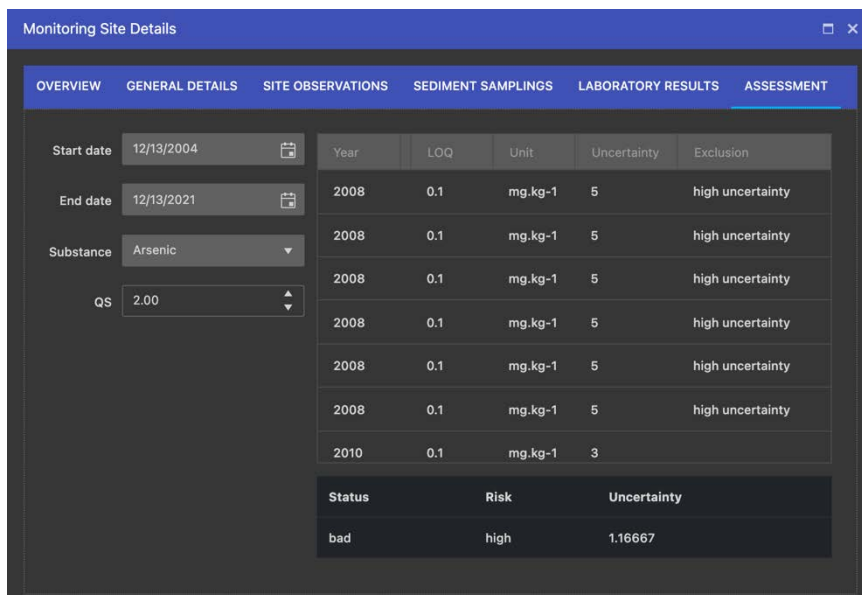 Monitoring Site Details
OVERVIEW GENERAL DETAILS SITE OBSERVATIONS SEDIMENT SAMPLINGS LABORATORY RESULTS ASSESSMENT
Start date 12/13/2004
End date 12/13/2021
Substance Arsenic
QS 2.00
Year LOQ Unit Uncertainty Exclusion
2008 0.1 mg.kg-1 5 high uncertainty
2008 0.1 mg.kg-1 5 high uncertainty
2008 0.1 mg.kg-1 5 high uncertainty
2008 0.1 mg.kg-1 5 high uncertainty
2008 0.1 mg.kg-1 5 high uncertainty
2008 0.1 mg.kg-1 5 high uncertainty
2010 0.1 mg.kg-1 3
Status Risk Uncertainty
bad high 1.16667